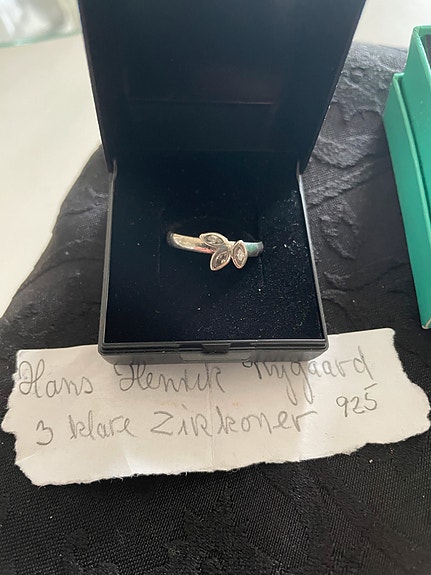 Hans Henrik Nygaard
3 klare Zirkoner 925